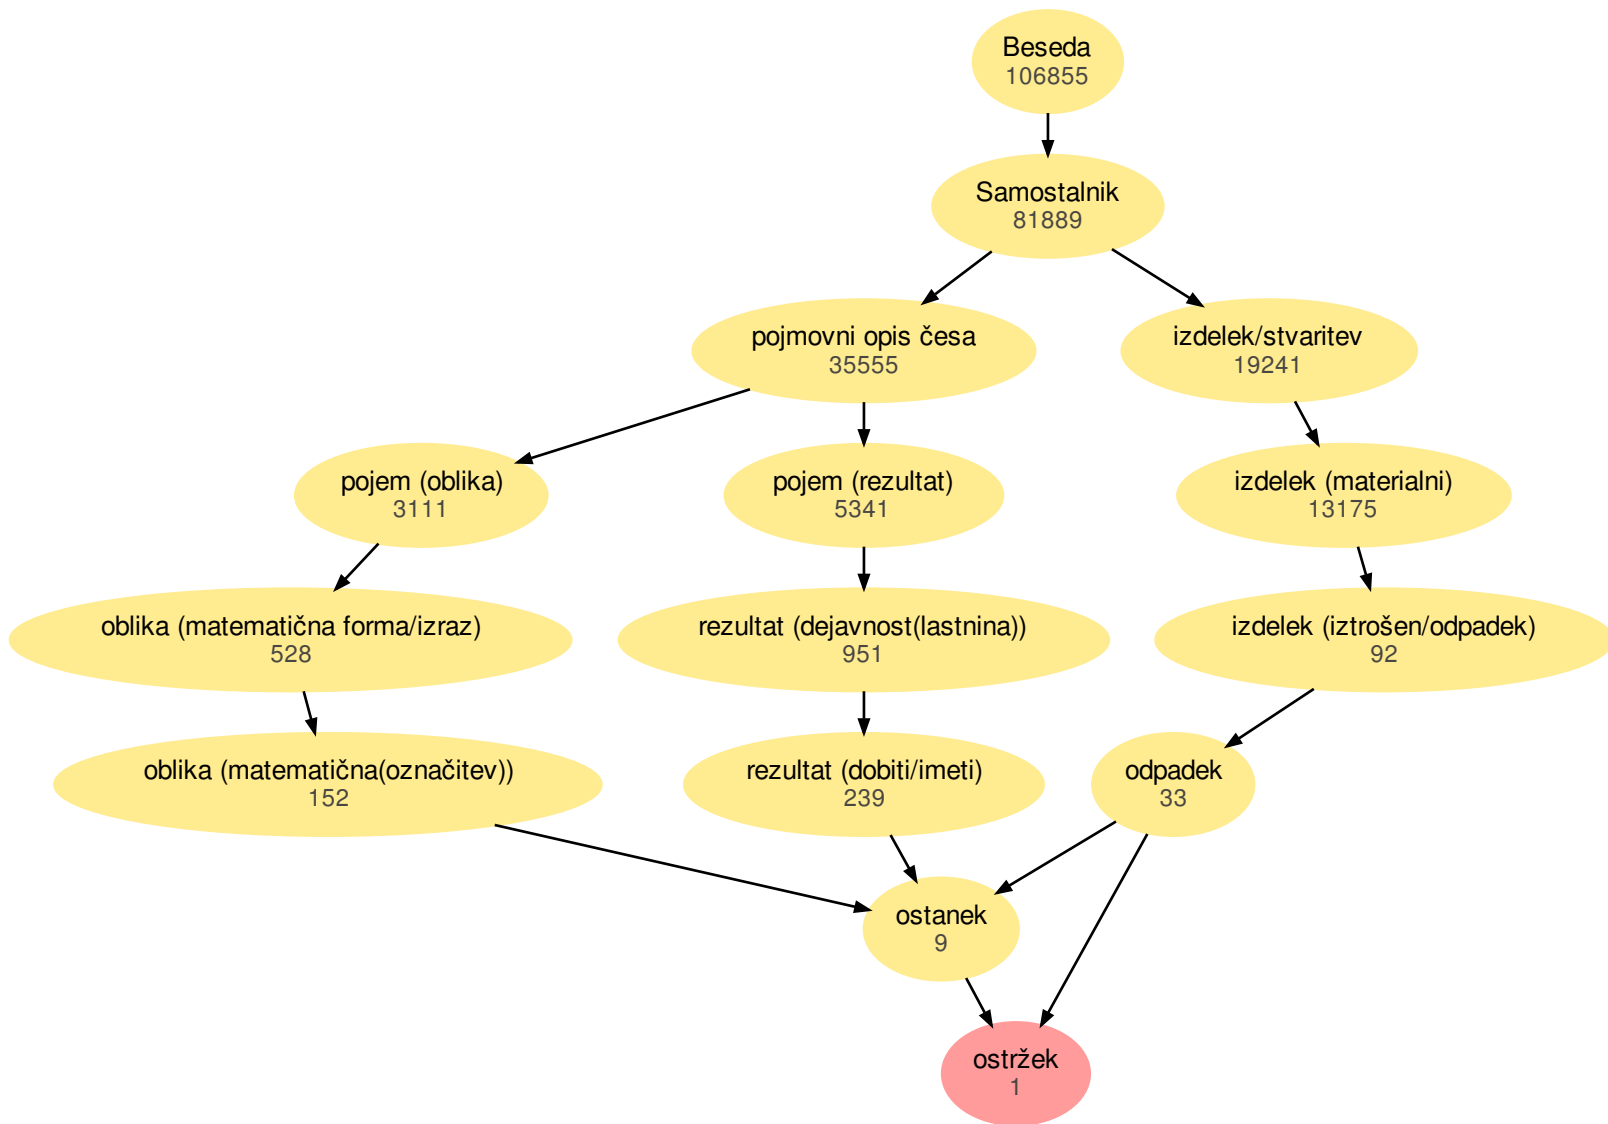 Beseda
106855
Samostalnik
81889
pojmovni opis česa
35555
izdelek/stvaritev
19241
pojem (oblika)
3111
pojem (rezultat)
5341
izdelek (materialni)
13175
oblika (matematična forma/izraz)
528
rezultat (dejavnost(lastnina))
951
izdelek (iztrošen/odpadek)
92
oblika (matematična(označitev))
152
rezultat (dobiti/imeti)
239
odpadek
33
ostanek
9
ostržek
1